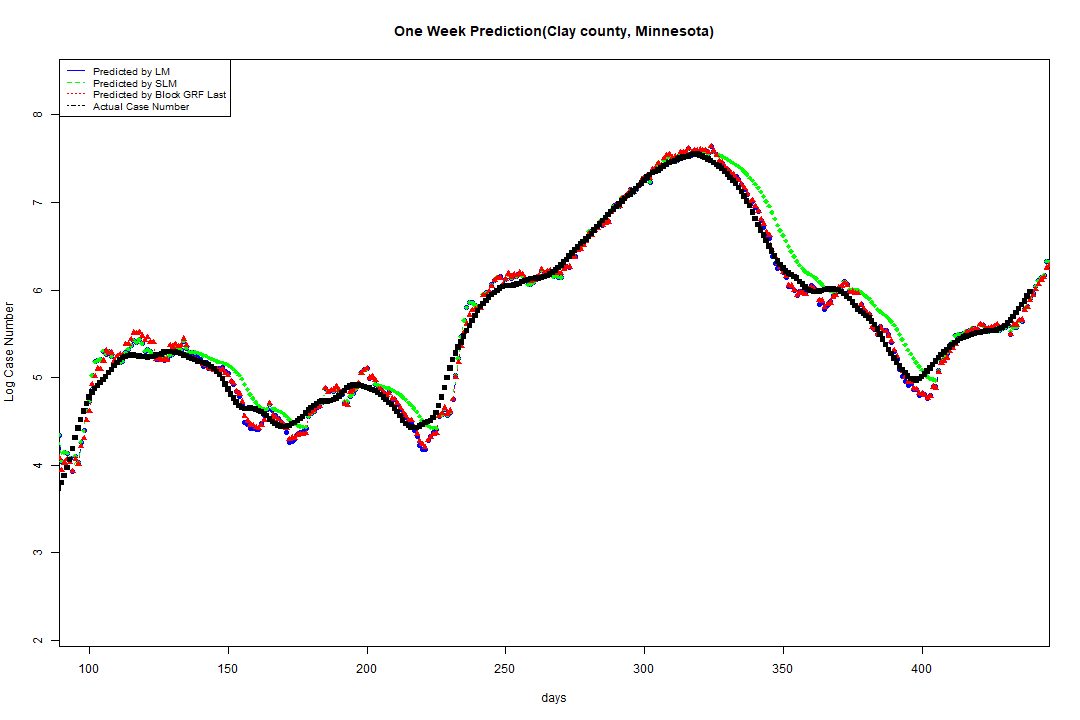 One Week Prediction(Clay county, Minnesota)
Predicted by LM
Predicted by SLM
Predicted by Block GRF Last
Actual Case Number
8
7
6
5
4
3
2
Log Case Number
100 150 200 250 300 350 400
days